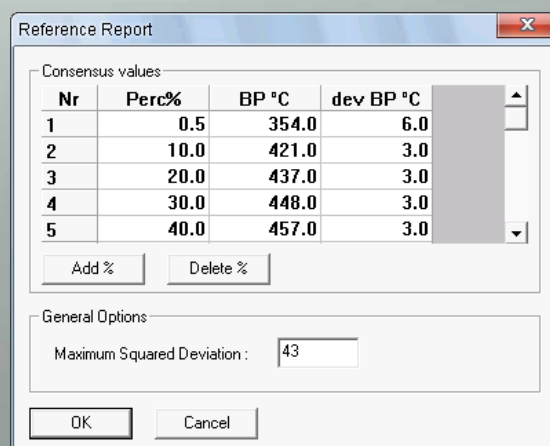 Reference Report
Consensus values
Nr Perc% BP °C dev BP °C
1 0.5 354.0 6.0
2 10.0 421.0 3.0
3 20.0 437.0 3.0
4 30.0 448.0 3.0
5 40.0 457.0 3.0
Add % Delete %
General Options
Maximum Squared Deviation : 43
OK Cancel